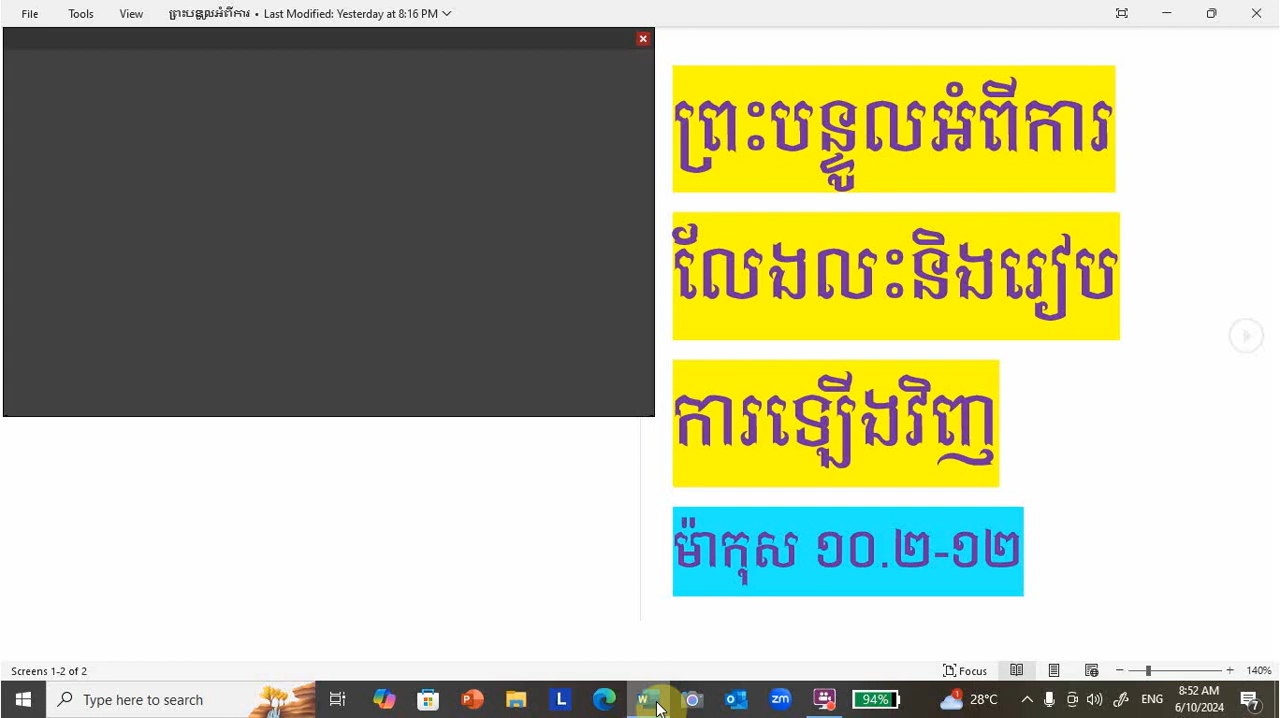 File Tools View ព្រះបន្ទូលអំពីការ • Last Modified: Yesterday at 8:16 PM
ព្រះបន្ទូលអំពីការ
លែងលះនិងរៀប
ការឡើងវិញ
ម៉ាកុស ១០.២-១២
Screens 1-2 of 2
Focus
140%
Type here to search
94%
28°C
ENG
8:52 AM
6/10/2024
7